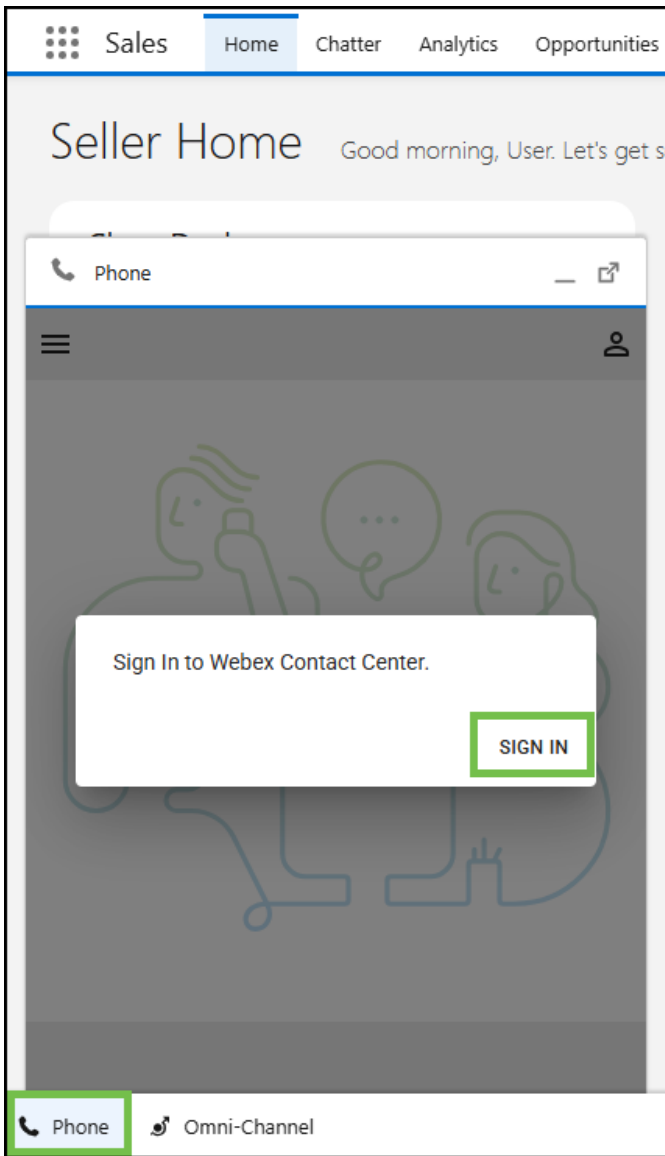 Sales Home Chatter Analytics Opportunities
Seller Home Good morning, User. Let's get s
Phone
Sign In to Webex Contact Center.
SIGN IN
Phone Omni-Channel